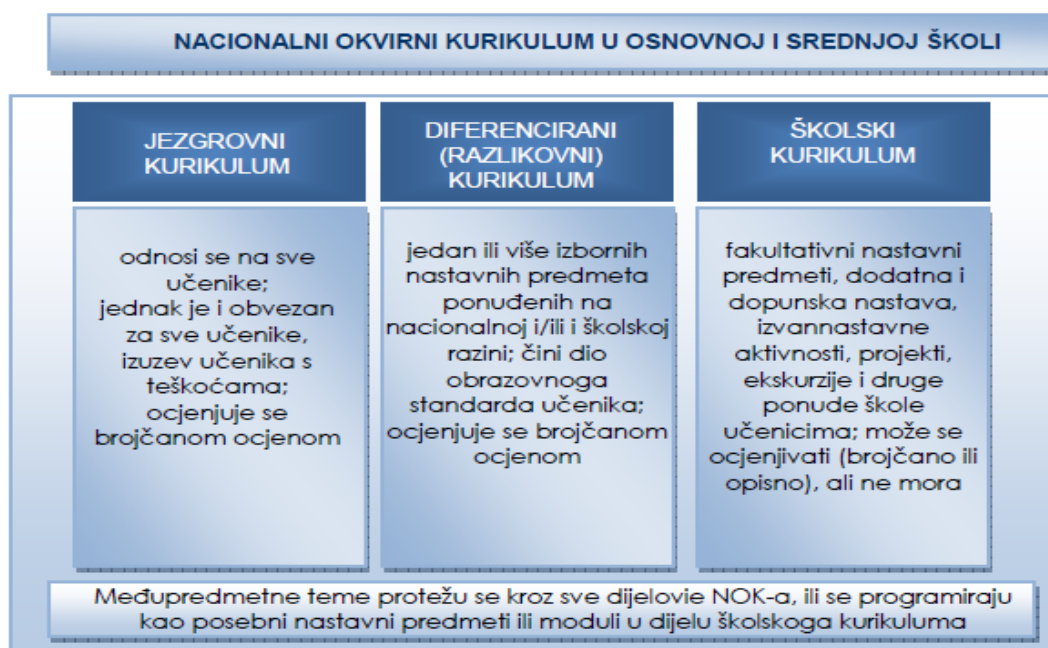 NACIONALNI OKVIRNI KURIKULUM U OSNOVNOJ I SREDNJOJ ŠKOLI
JEZGROVNI
KURIKULUM
odnosi se na sve
učenike;
jednak je i obvezan
za sve učenike,
izuzev učenika s
teškoćama;
ocjenjuje se
brojčanom ocjenom
DIFERENCIRANI
(RAZLIKOVNI)
KURIKULUM
jedan ili više izbornih
nastavnih predmeta
ponuđenih na
nacionalnoj i/ili i školskoj
razini; čini dio
obrazovnoga
standarda učenika;
ocjenjuje se brojčanom
ocjenom
ŠKOLSKI
KURIKULUM
fakultativni nastavni
predmeti, dodatna i
dopunska nastava,
izvannastavne
aktivnosti, projekti,
ekskurzije i druge
ponude škole
učenicima; može se
ocjenjivati (brojčano ili
opisno), ali ne mora
Međupredmetne teme protežu se kroz sve dijelovie NOK-a, ili se programiraju
kao posebni nastavni predmeti ili moduli u dijelu školskoga kurikuluma